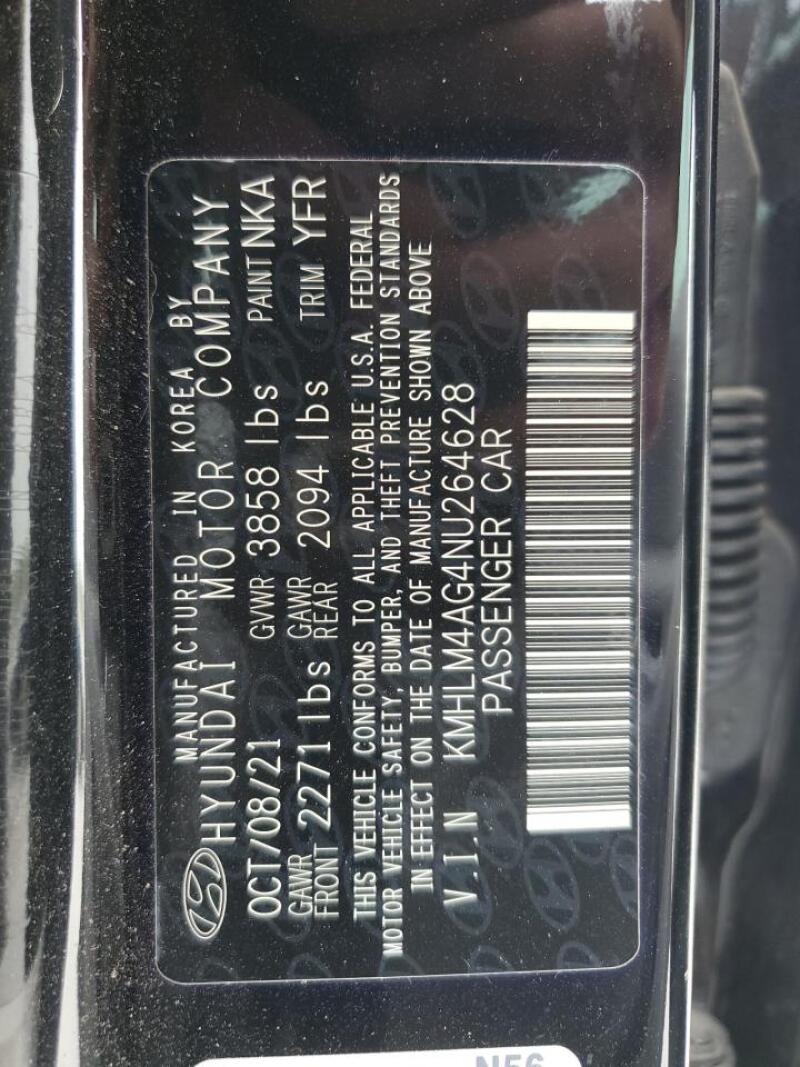 MANUFACTURED IN KOREA BY
HYUNDAI MOTOR COMPANY
OCT/08/21 GVWR 3858 lbs PAINT NKA
GAWR FRONT 2271 lbs GAWR REAR 2094 lbs TRIM YFR
THIS VEHICLE CONFORMS TO ALL APPLICABLE U.S.A. FEDERAL
MOTOR VEHICLE SAFETY, BUMPER, AND THEFT PREVENTION STANDARDS
IN EFFECT ON THE DATE OF MANUFACTURE SHOWN ABOVE
V.I.N KMHLM4AG4NU264628
PASSENGER CAR
N56